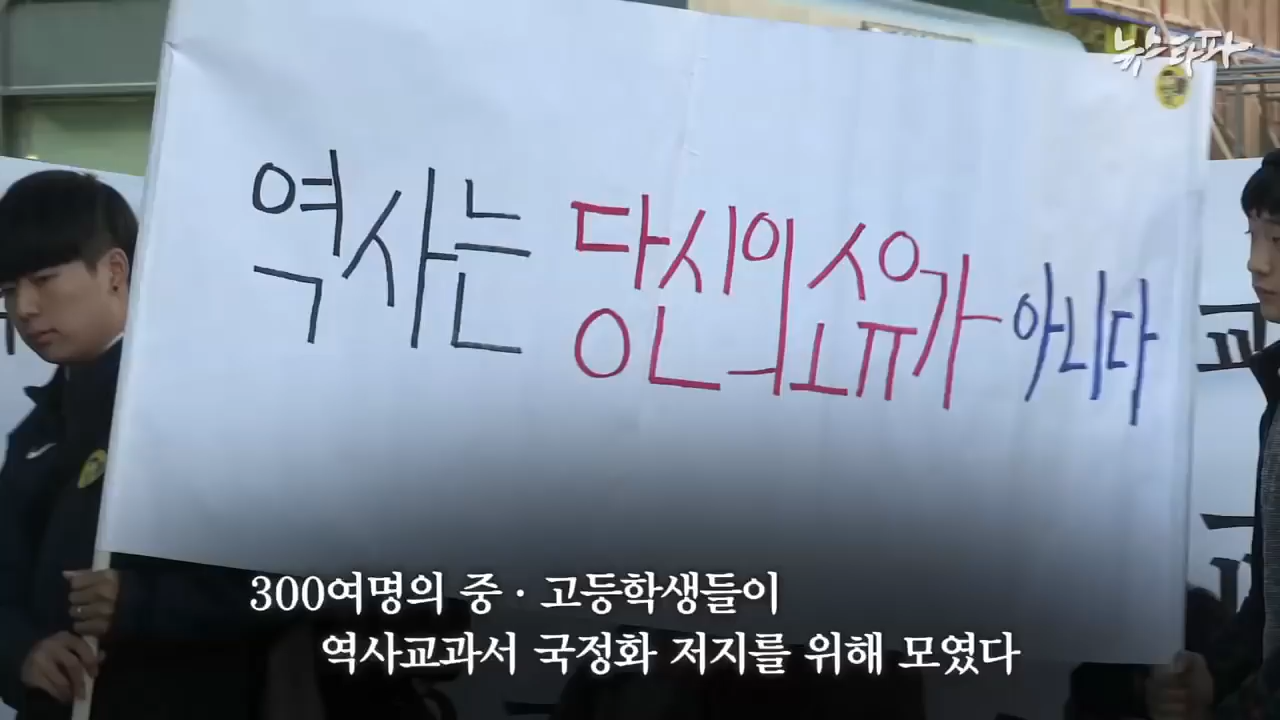 뉴스타파
역사는 당신의 소유가 아니다
교
300여명의 중 · 고등학생들이
역사교과서 국정화 저지를 위해 모였다